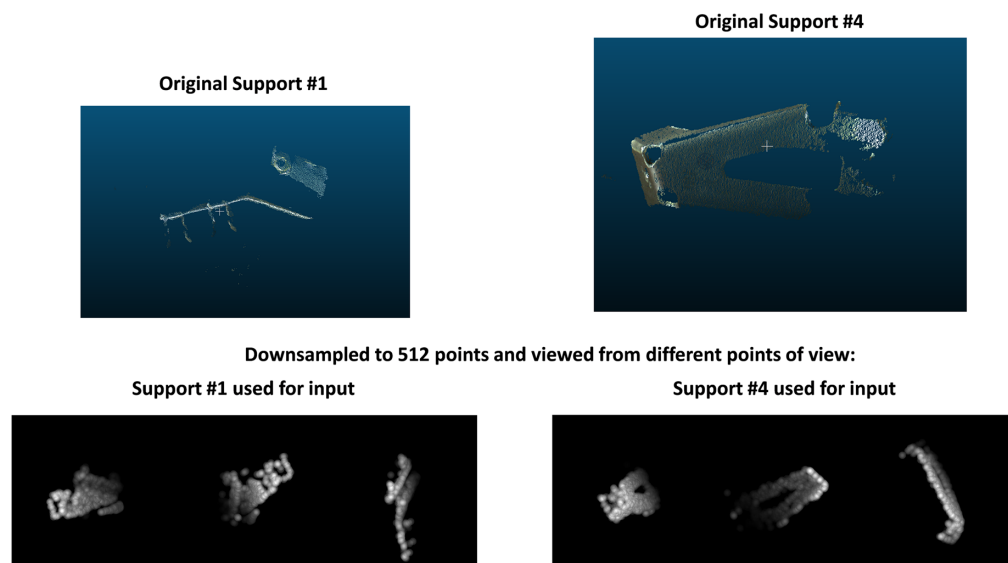 Original Support #4
Original Support #1
Downsampled to 512 points and viewed from different points of view:
Support #1 used for input
Support #4 used for input